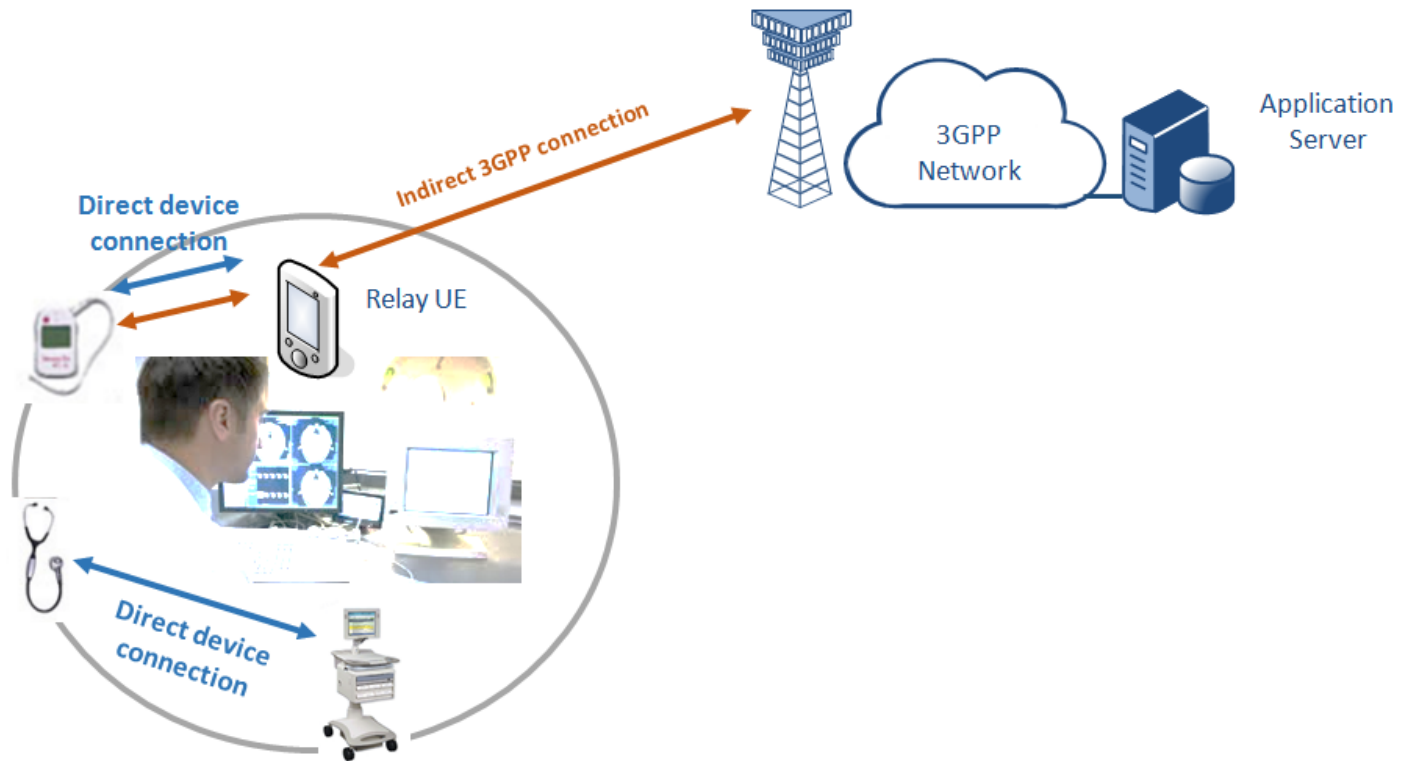 3GPP
Network
Application
Server
Indirect 3GPP connection
Direct device
connection
Relay UE
Direct device
connection